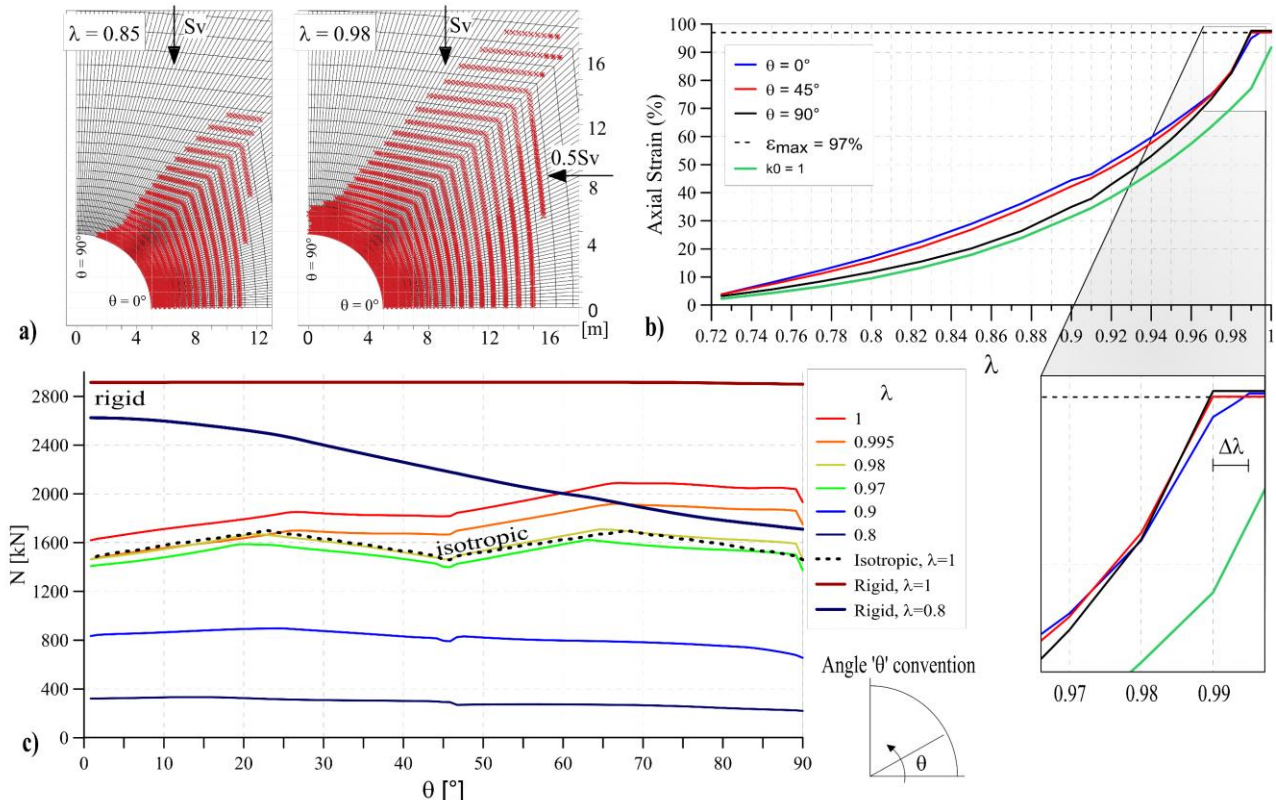 λ = 0.85
Sv
λ = 0.98
Sv
16
12
0.5Sv
8
4
0
[m]
θ = 90°
θ = 0°
θ = 90°
θ = 0°
0 4 8 12
0 4 8 12 16
a)
100
90
80
70
60
50
40
30
20
10
0
Axial Strain (%)
θ = 0°
θ = 45°
θ = 90°
εmax = 97%
k0 = 1
0.72 0.74 0.76 0.78 0.8 0.82 0.84 0.86 0.88 0.9 0.92 0.94 0.96 0.98 1
λ
b)
Δλ
0.97 0.98 0.99
2800
2400
2000
1600
1200
800
400
0
N [kN]
rigid
isotropic
0 10 20 30 40 50 60 70 80 90
θ [°]
c)
λ
1
0.995
0.98
0.97
0.9
0.8
Isotropic, λ=1
Rigid, λ=1
Rigid, λ=0.8
Angle 'θ' convention
θ